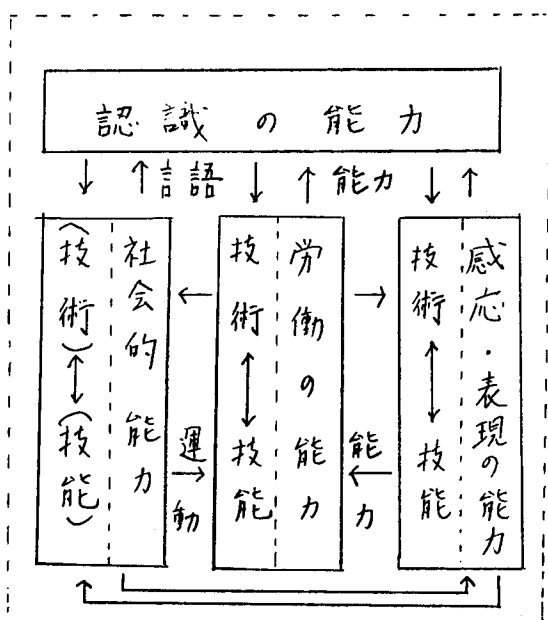 認識の能力
言語 能力
社会的能力
(技術)↔(技能)
運動
労働の能力
技術↔技能
能力
感応・表現の能力
技術↔技能